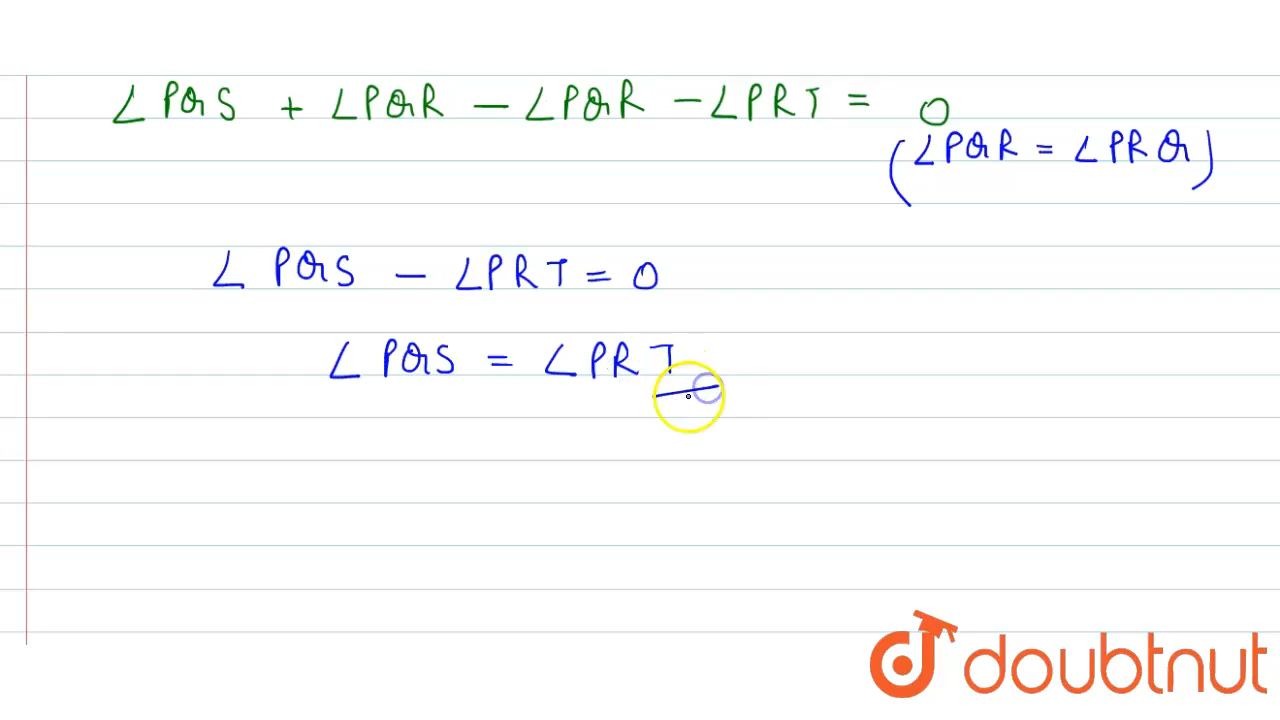 ∠PQS + ∠PQR − ∠PQR − ∠PRT = 0
(∠PQR = ∠PRQ)
∠PQS − ∠PRT = 0
∠PQS = ∠PRT
doubtnut